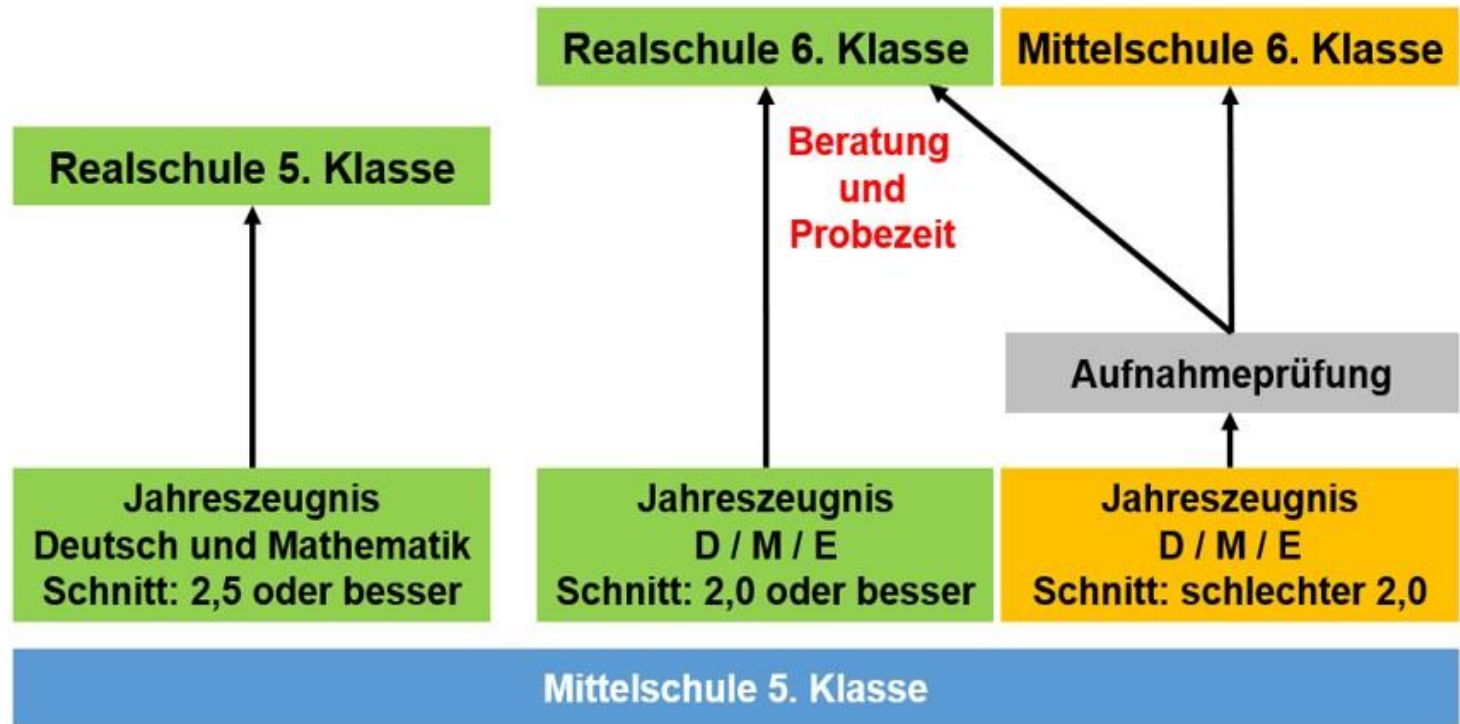 Realschule 6. Klasse
Mittelschule 6. Klasse
Realschule 5. Klasse
Beratung
und
Probezeit
Aufnahmeprüfung
Jahreszeugnis
Deutsch und Mathematik
Schnitt: 2,5 oder besser
Jahreszeugnis
D / M / E
Schnitt: 2,0 oder besser
Jahreszeugnis
D / M / E
Schnitt: schlechter 2,0
Mittelschule 5. Klasse